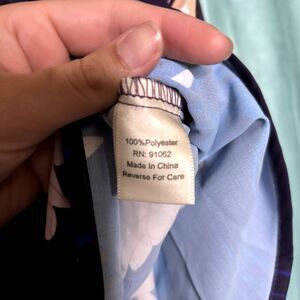 100%Polyester
RN: 91062
Made In China
Reverse For Care